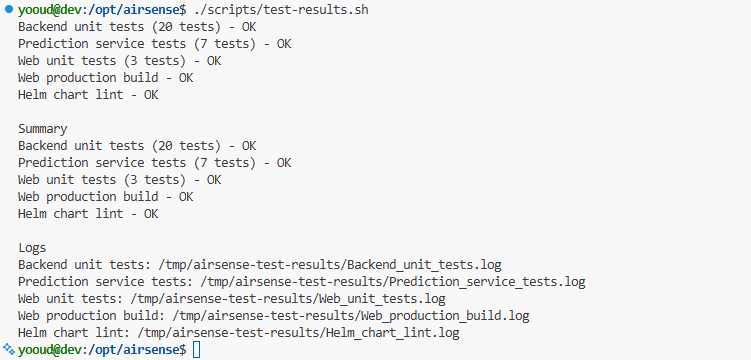 yooud@dev:/opt/airsense$ ./scripts/test-results.sh
Backend unit tests (20 tests) - OK
Prediction service tests (7 tests) - OK
Web unit tests (3 tests) - OK
Web production build - OK
Helm chart lint - OK
Summary
Backend unit tests (20 tests) - OK
Prediction service tests (7 tests) - OK
Web unit tests (3 tests) - OK
Web production build - OK
Helm chart lint - OK
Logs
Backend unit tests: /tmp/airsense-test-results/Backend_unit_tests.log
Prediction service tests: /tmp/airsense-test-results/Prediction_service_tests.log
Web unit tests: /tmp/airsense-test-results/Web_unit_tests.log
Web production build: /tmp/airsense-test-results/Web_production_build.log
Helm chart lint: /tmp/airsense-test-results/Helm_chart_lint.log
yooud@dev:/opt/airsense$